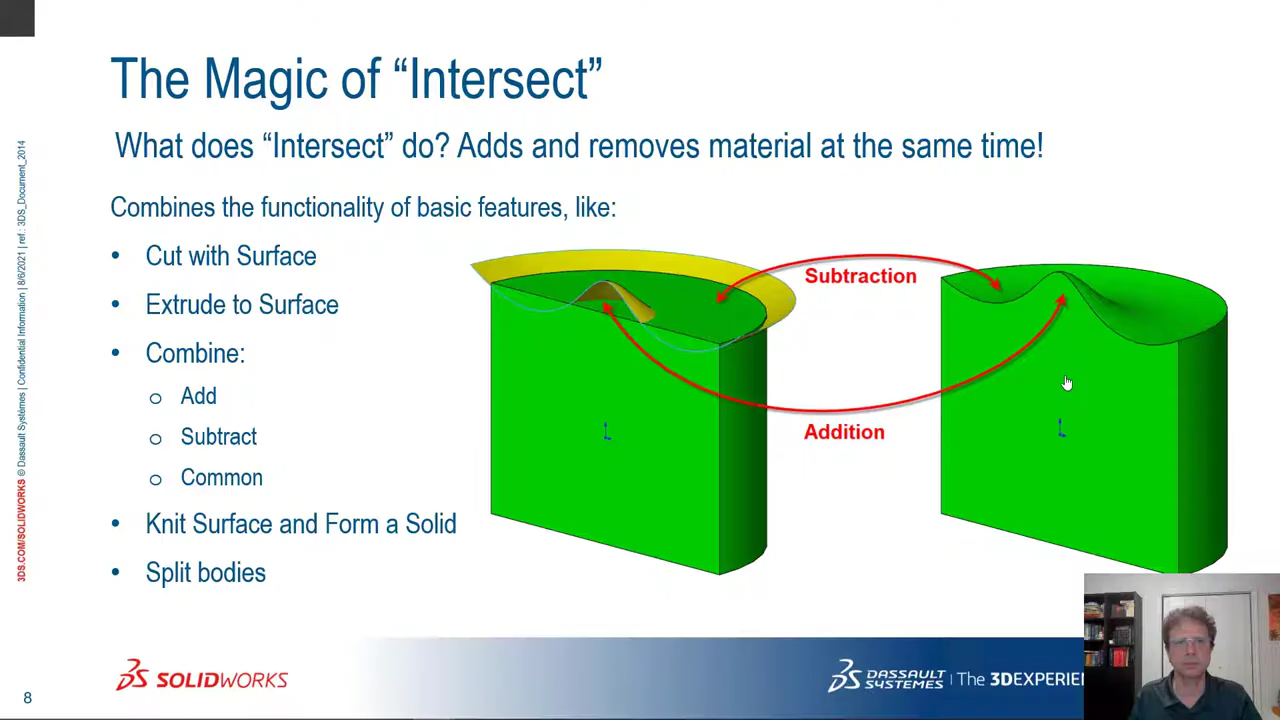 The Magic of “Intersect”
What does “Intersect” do? Adds and removes material at the same time!
Combines the functionality of basic features, like:
• Cut with Surface
• Extrude to Surface
• Combine:
o Add
o Subtract
o Common
• Knit Surface and Form a Solid
• Split bodies
Subtraction
Addition
3DS.COM/SOLIDWORKS © Dassault Systèmes | Confidential Information | 8/6/2021 | ref.: 3DS_Document_2014
8
SOLIDWORKS
DASSAULT
SYSTEMES
| The 3DEXPERIEN